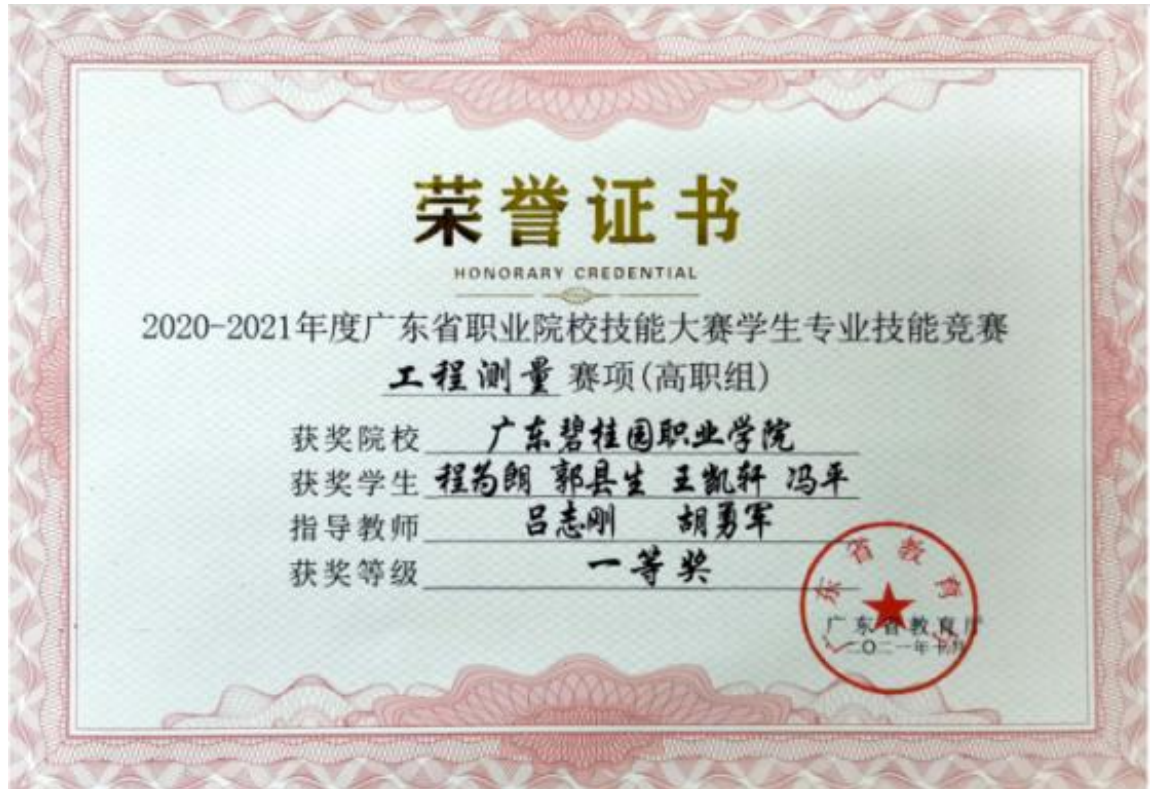 荣誉证书
HONORARY CREDENTIAL
2020-2021年度广东省职业院校技能大赛学生专业技能竞赛
工程测量 赛项(高职组)
获奖院校 广东碧桂园职业学院
获奖学生 程为朗 郭县生 王凯轩 冯平
指导教师 吕志刚 胡勇军
获奖等级 一等奖
广东省教育厅
二〇二一年